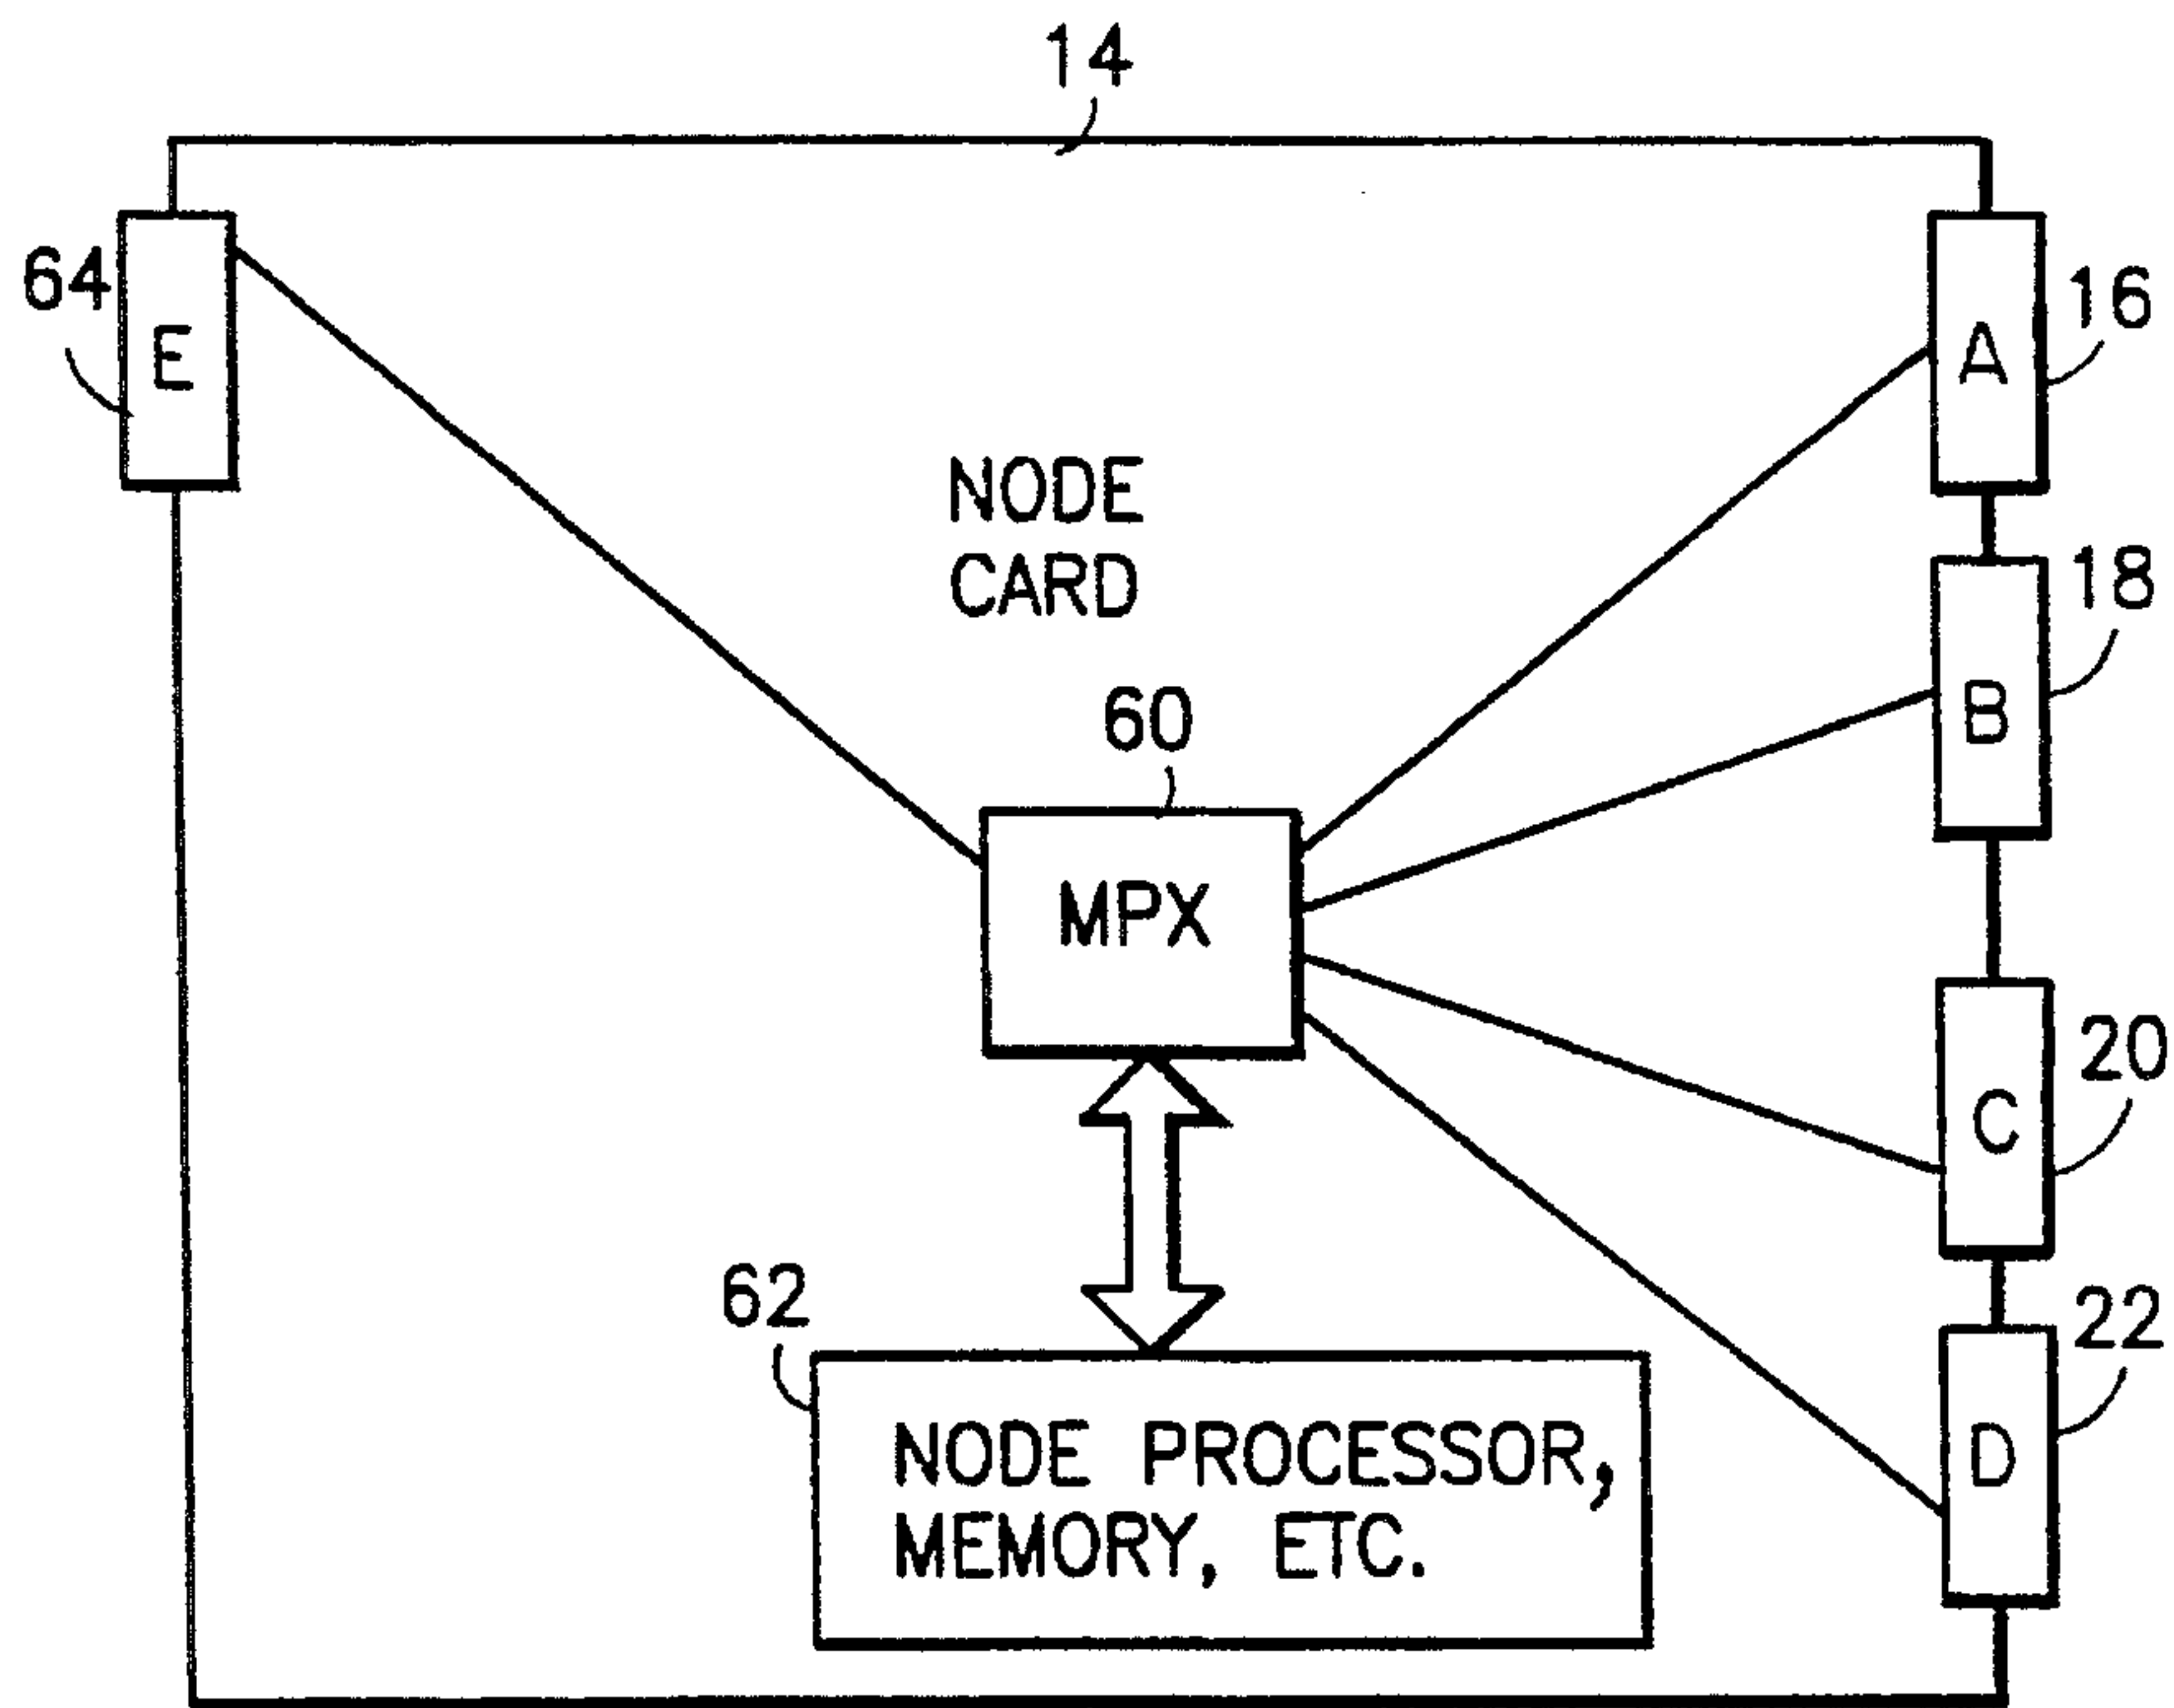 14
64
E
A
16
NODE
CARD
B
18
60
MPX
C
20
62
NODE PROCESSOR,
MEMORY, ETC.
D
22